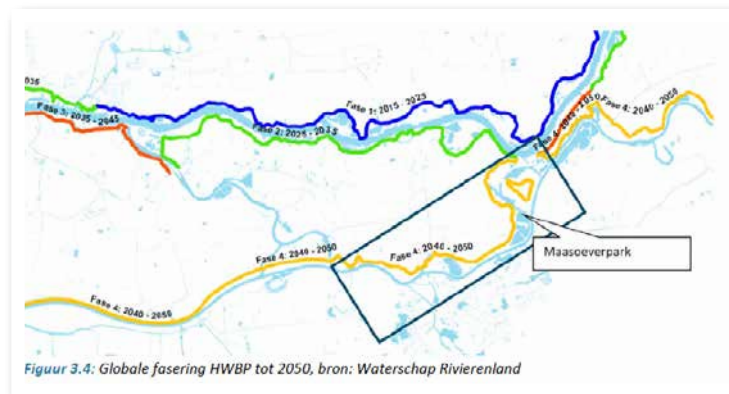 035
Fase 3: 2035 - 2045
Fase 1: 2015 - 2025
Fase 2: 2025 - 2035
Fase 4: 2040 - 2050
Fase 4: 2040 - 2050
Fase 4: 2040 - 2050
Fase 4: 2040 - 2050
Fase 4: 2040 - 2050
Maasoeverpark
Figuur 3.4: Globale fasering HWBP tot 2050, bron: Waterschap Rivierenland